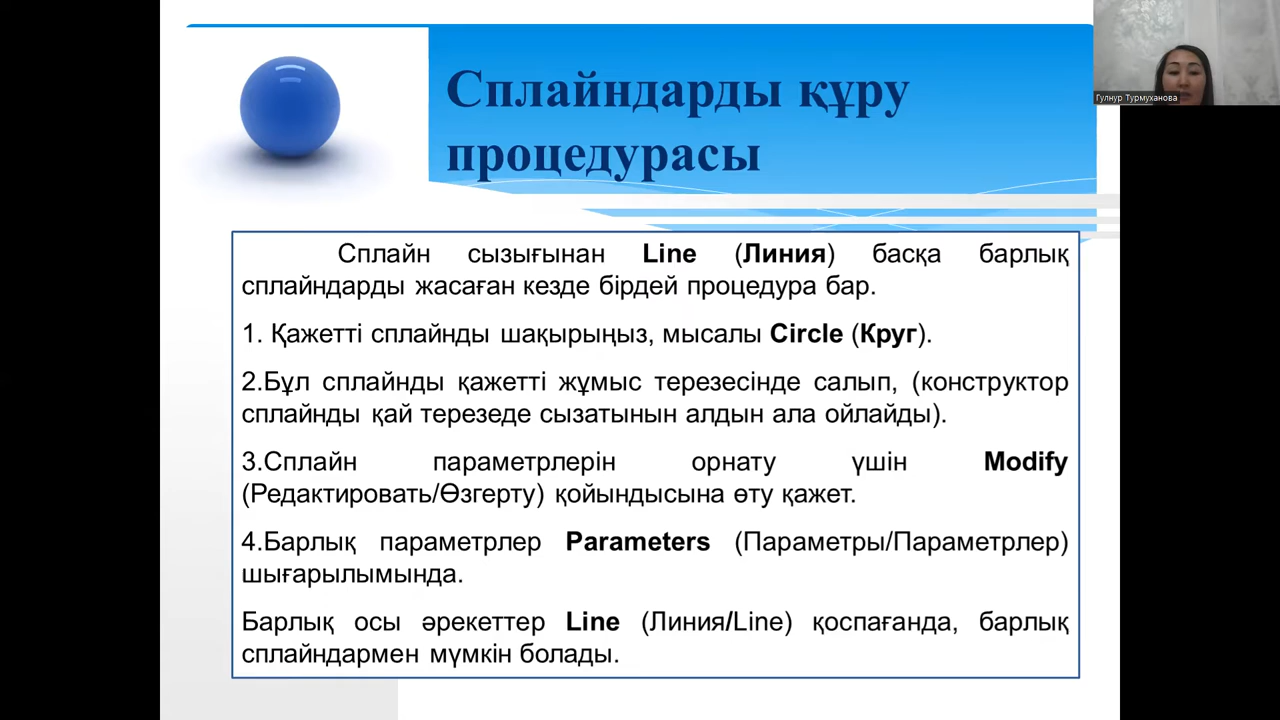 Сплайндарды құру
процедурасы
Гулнур Турмуханова
Сплайн сызығынан Line (Линия) басқа барлық
сплайндарды жасаған кезде бірдей процедура бар.
1. Қажетті сплайнды шақырыңыз, мысалы Circle (Круг).
2.Бұл сплайнды қажетті жұмыс терезесінде салып, (конструктор
сплайнды қай терезеде сызатынын алдын ала ойлайды).
3.Сплайн параметрлерін орнату үшін Modify
(Редактировать/Өзгерту) қойындысына өту қажет.
4.Барлық параметрлер Parameters (Параметры/Параметрлер)
шығарылымында.
Барлық осы әрекеттер Line (Линия/Line) қоспағанда, барлық
сплайндармен мүмкін болады.